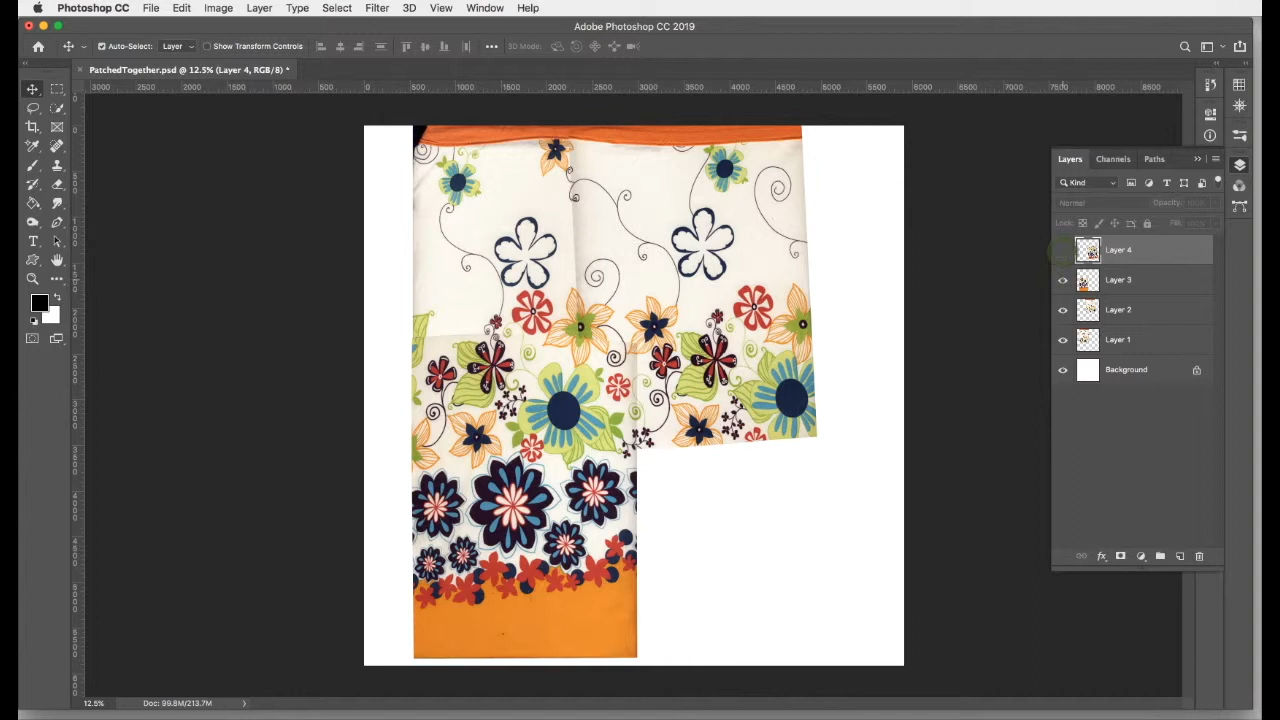 Photoshop CC File Edit Image Layer Type Select Filter 3D View Window Help
Adobe Photoshop CC 2019
Auto-Select: Layer Show Transform Controls 3D Mode:
PatchedTogether.psd @ 12.5% (Layer 4, RGB/8) *
3000 2500 2000 1500 1000 500 0 500 1000 1500 2000 2500 3000 3500 4000 4500 5000 5500 6000 6500 7000 7500 8000 8500
Layers Channels Paths
Kind
Normal Opacity:
Lock: Fill:
Layer 4
Layer 3
Layer 2
Layer 1
Background
12.5% Doc: 99.8M/213.7M